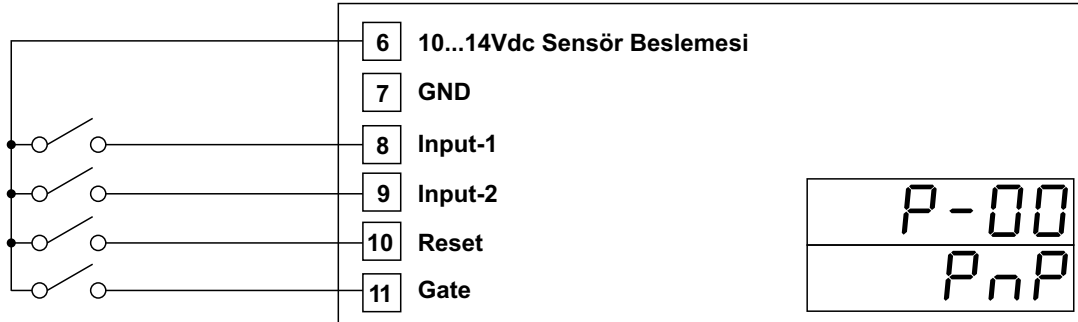 6 10...14Vdc Sensör Beslemesi
7 GND
8 Input-1
9 Input-2
10 Reset
11 Gate
P-00
PnP